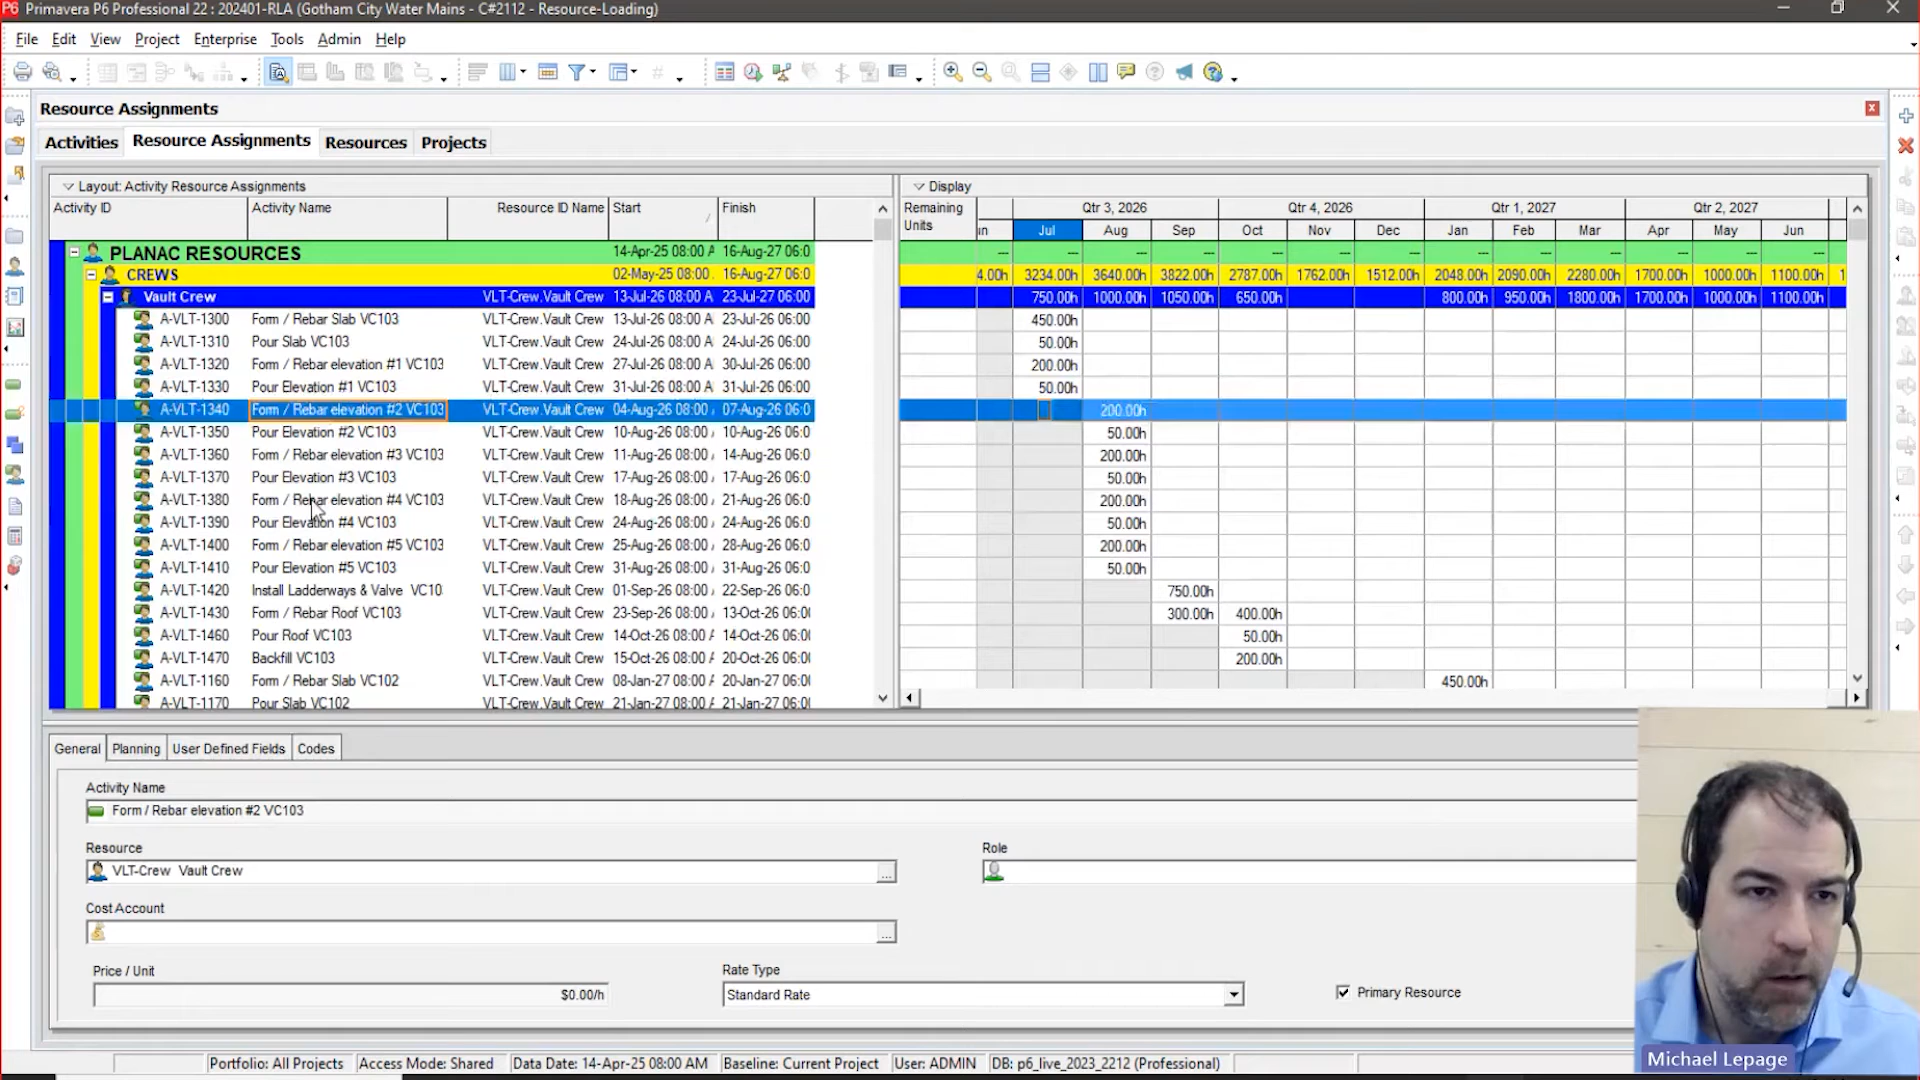 P6 Primavera P6 Professional 22 : 202401-RLA (Gotham City Water Mains - C#2112 - Resource-Loading)
File Edit View Project Enterprise Tools Admin Help
Resource Assignments
Activities Resource Assignments Resources Projects
Layout: Activity Resource Assignments Display
Activity ID Activity Name Resource ID Name Start Finish Remaining Units Qtr 3, 2026 Qtr 4, 2026 Qtr 1, 2027 Qtr 2, 2027
Jul Aug Sep Oct Nov Dec Jan Feb Mar Apr May Jun
PLANAC RESOURCES 14-Apr-25 08:00 A 16-Aug-27 06:0 -- -- -- -- -- -- -- -- -- -- -- -- --
CREWS 02-May-25 08:00 16-Aug-27 06:0 4.00h 3234.00h 3640.00h 3822.00h 2787.00h 1762.00h 1512.00h 2048.00h 2090.00h 2280.00h 1700.00h 1000.00h 1100.00h 1
Vault Crew VLT-Crew.Vault Crew 13-Jul-26 08:00 A 23-Jul-27 06:00 750.00h 1000.00h 1050.00h 650.00h 800.00h 950.00h 1800.00h 1700.00h 1000.00h 1100.00h
A-VLT-1300 Form / Rebar Slab VC103 VLT-Crew.Vault Crew 13-Jul-26 08:00 A 23-Jul-26 06:00 450.00h
A-VLT-1310 Pour Slab VC103 VLT-Crew.Vault Crew 24-Jul-26 08:00 A 24-Jul-26 06:00 50.00h
A-VLT-1320 Form / Rebar elevation #1 VC103 VLT-Crew.Vault Crew 27-Jul-26 08:00 A 30-Jul-26 06:00 200.00h
A-VLT-1330 Pour Elevation #1 VC103 VLT-Crew.Vault Crew 31-Jul-26 08:00 A 31-Jul-26 06:00 50.00h
A-VLT-1340 Form / Rebar elevation #2 VC103 VLT-Crew.Vault Crew 04-Aug-26 08:00 07-Aug-26 06:0 200.00h
A-VLT-1350 Pour Elevation #2 VC103 VLT-Crew.Vault Crew 10-Aug-26 08:00 10-Aug-26 06:0 50.00h
A-VLT-1360 Form / Rebar elevation #3 VC103 VLT-Crew.Vault Crew 11-Aug-26 08:00 14-Aug-26 06:0 200.00h
A-VLT-1370 Pour Elevation #3 VC103 VLT-Crew.Vault Crew 17-Aug-26 08:00 17-Aug-26 06:0 50.00h
A-VLT-1380 Form / Rebar elevation #4 VC103 VLT-Crew.Vault Crew 18-Aug-26 08:00 21-Aug-26 06:0 200.00h
A-VLT-1390 Pour Elevation #4 VC103 VLT-Crew.Vault Crew 24-Aug-26 08:00 24-Aug-26 06:0 50.00h
A-VLT-1400 Form / Rebar elevation #5 VC103 VLT-Crew.Vault Crew 25-Aug-26 08:00 28-Aug-26 06:0 200.00h
A-VLT-1410 Pour Elevation #5 VC103 VLT-Crew.Vault Crew 31-Aug-26 08:00 31-Aug-26 06:0 50.00h
A-VLT-1420 Install Ladderways & Valve VC10 VLT-Crew.Vault Crew 01-Sep-26 08:00 22-Sep-26 06:0 750.00h
A-VLT-1430 Form / Rebar Roof VC103 VLT-Crew.Vault Crew 23-Sep-26 08:00 13-Oct-26 06:0 300.00h 400.00h
A-VLT-1460 Pour Roof VC103 VLT-Crew.Vault Crew 14-Oct-26 08:00 A 14-Oct-26 06:0 50.00h
A-VLT-1470 Backfill VC103 VLT-Crew.Vault Crew 15-Oct-26 08:00 A 20-Oct-26 06:0 200.00h
A-VLT-1160 Form / Rebar Slab VC102 VLT-Crew.Vault Crew 08-Jan-27 08:00 A 20-Jan-27 06:0 450.00h
A-VLT-1170 Pour Slab VC102 VLT-Crew.Vault Crew 21-Jan-27 08:00 A 21-Jan-27 06:0
General Planning User Defined Fields Codes
Activity Name
Form / Rebar elevation #2 VC103
Resource Role
VLT-Crew Vault Crew
Cost Account
Price / Unit Rate Type
$0.00/h Standard Rate Primary Resource
Michael Lepage
Portfolio: All Projects Access Mode: Shared Data Date: 14-Apr-25 08:00 AM Baseline: Current Project User: ADMIN DB: p6_live_2023_2212 (Professional)